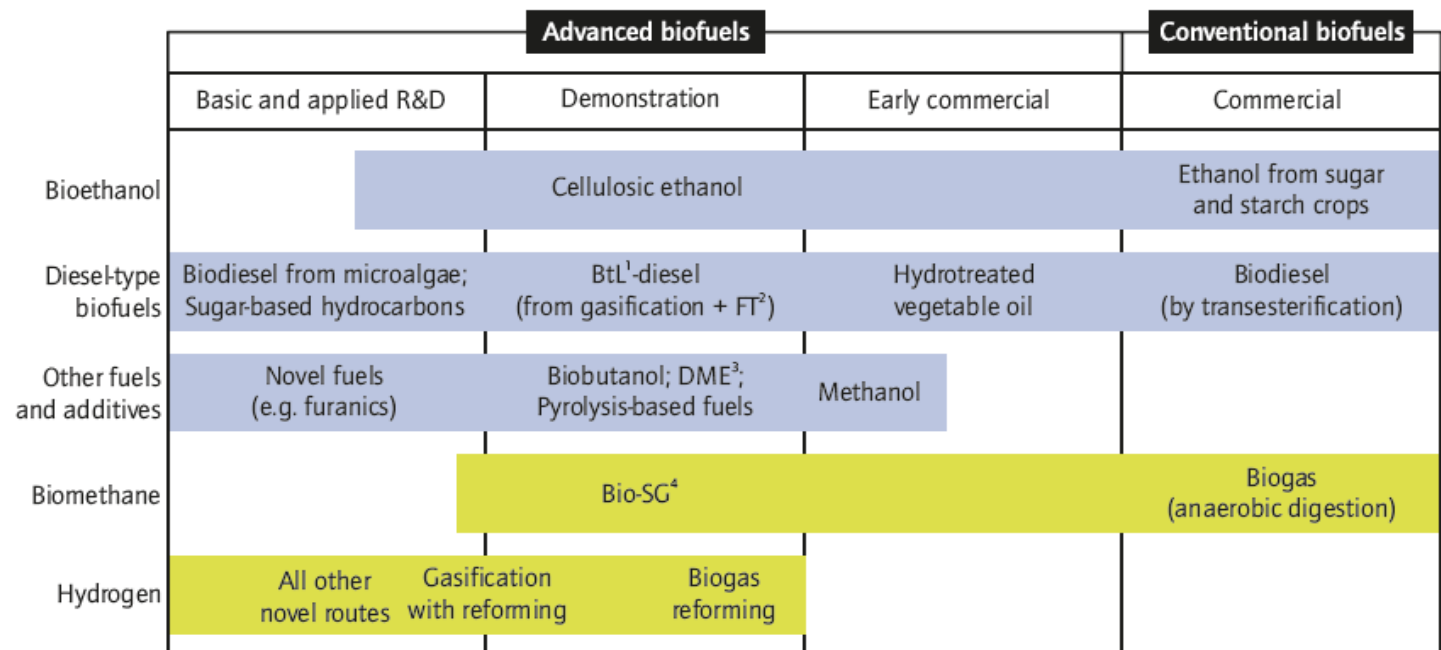 Advanced biofuels
Conventional biofuels
Basic and applied R&D
Demonstration
Early commercial
Commercial
Bioethanol
Cellulosic ethanol
Ethanol from sugar
and starch crops
Diesel-type
biofuels
Biodiesel from microalgae;
Sugar-based hydrocarbons
BtL¹-diesel
(from gasification + FT²)
Hydrotreated
vegetable oil
Biodiesel
(by transesterification)
Other fuels
and additives
Novel fuels
(e.g. furanics)
Biobutanol; DME³;
Pyrolysis-based fuels
Methanol
Biomethane
Bio-SG⁴
Biogas
(anaerobic digestion)
Hydrogen
All other
novel routes
Gasification
with reforming
Biogas
reforming